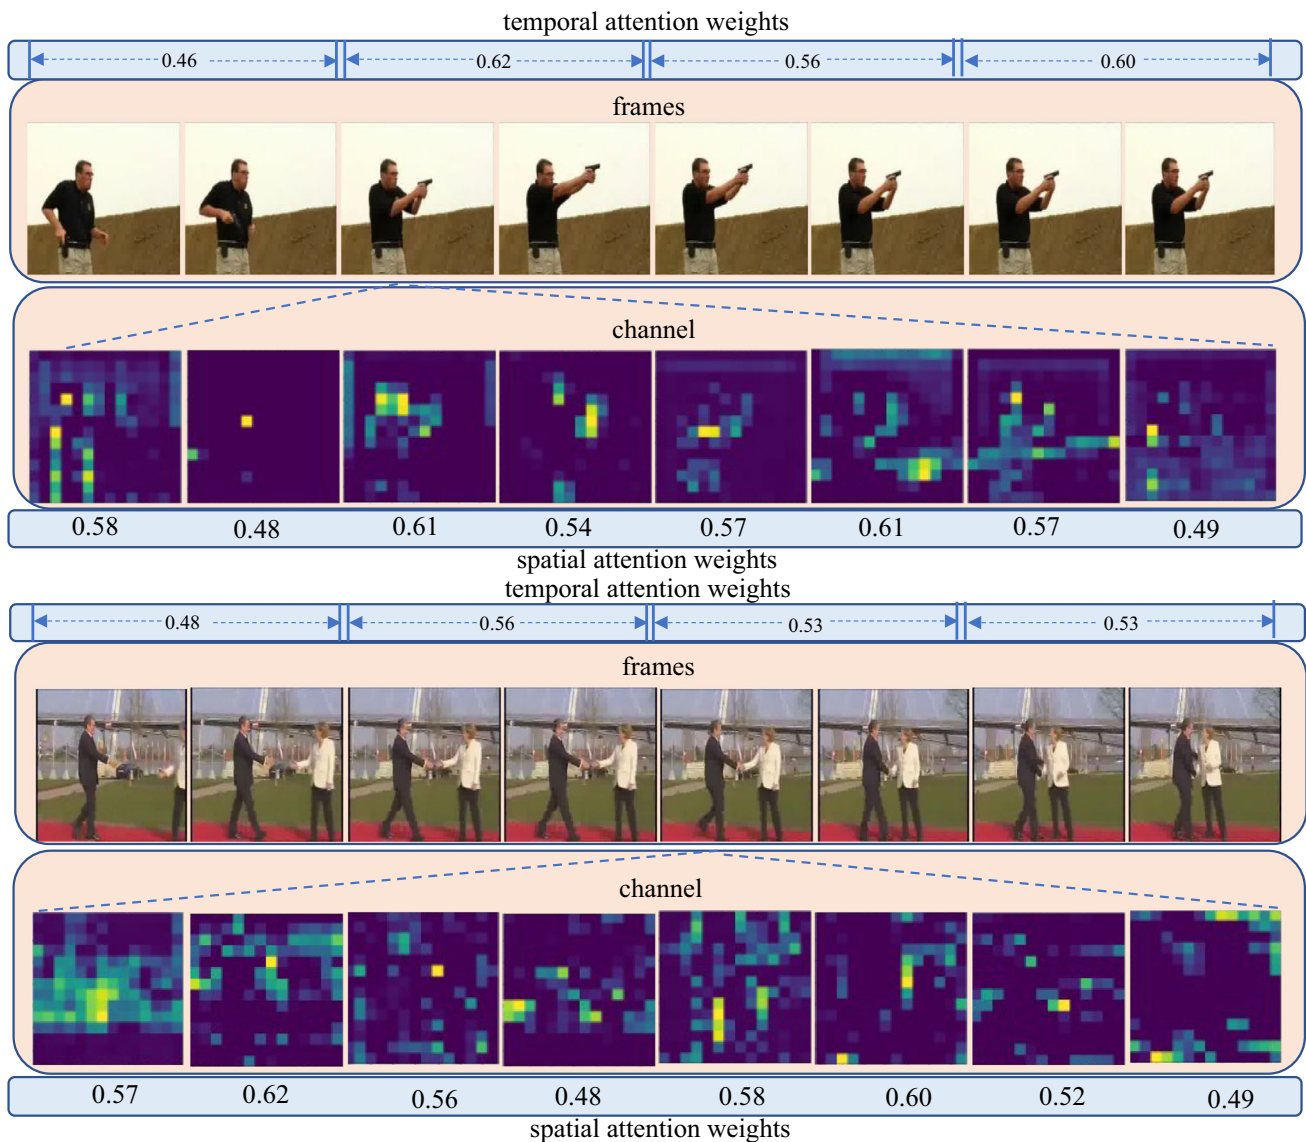 temporal attention weights
0.46 0.62 0.56 0.60
frames
channel
0.58 0.48 0.61 0.54 0.57 0.61 0.57 0.49
spatial attention weights
temporal attention weights
0.48 0.56 0.53 0.53
frames
channel
0.57 0.62 0.56 0.48 0.58 0.60 0.52 0.49
spatial attention weights